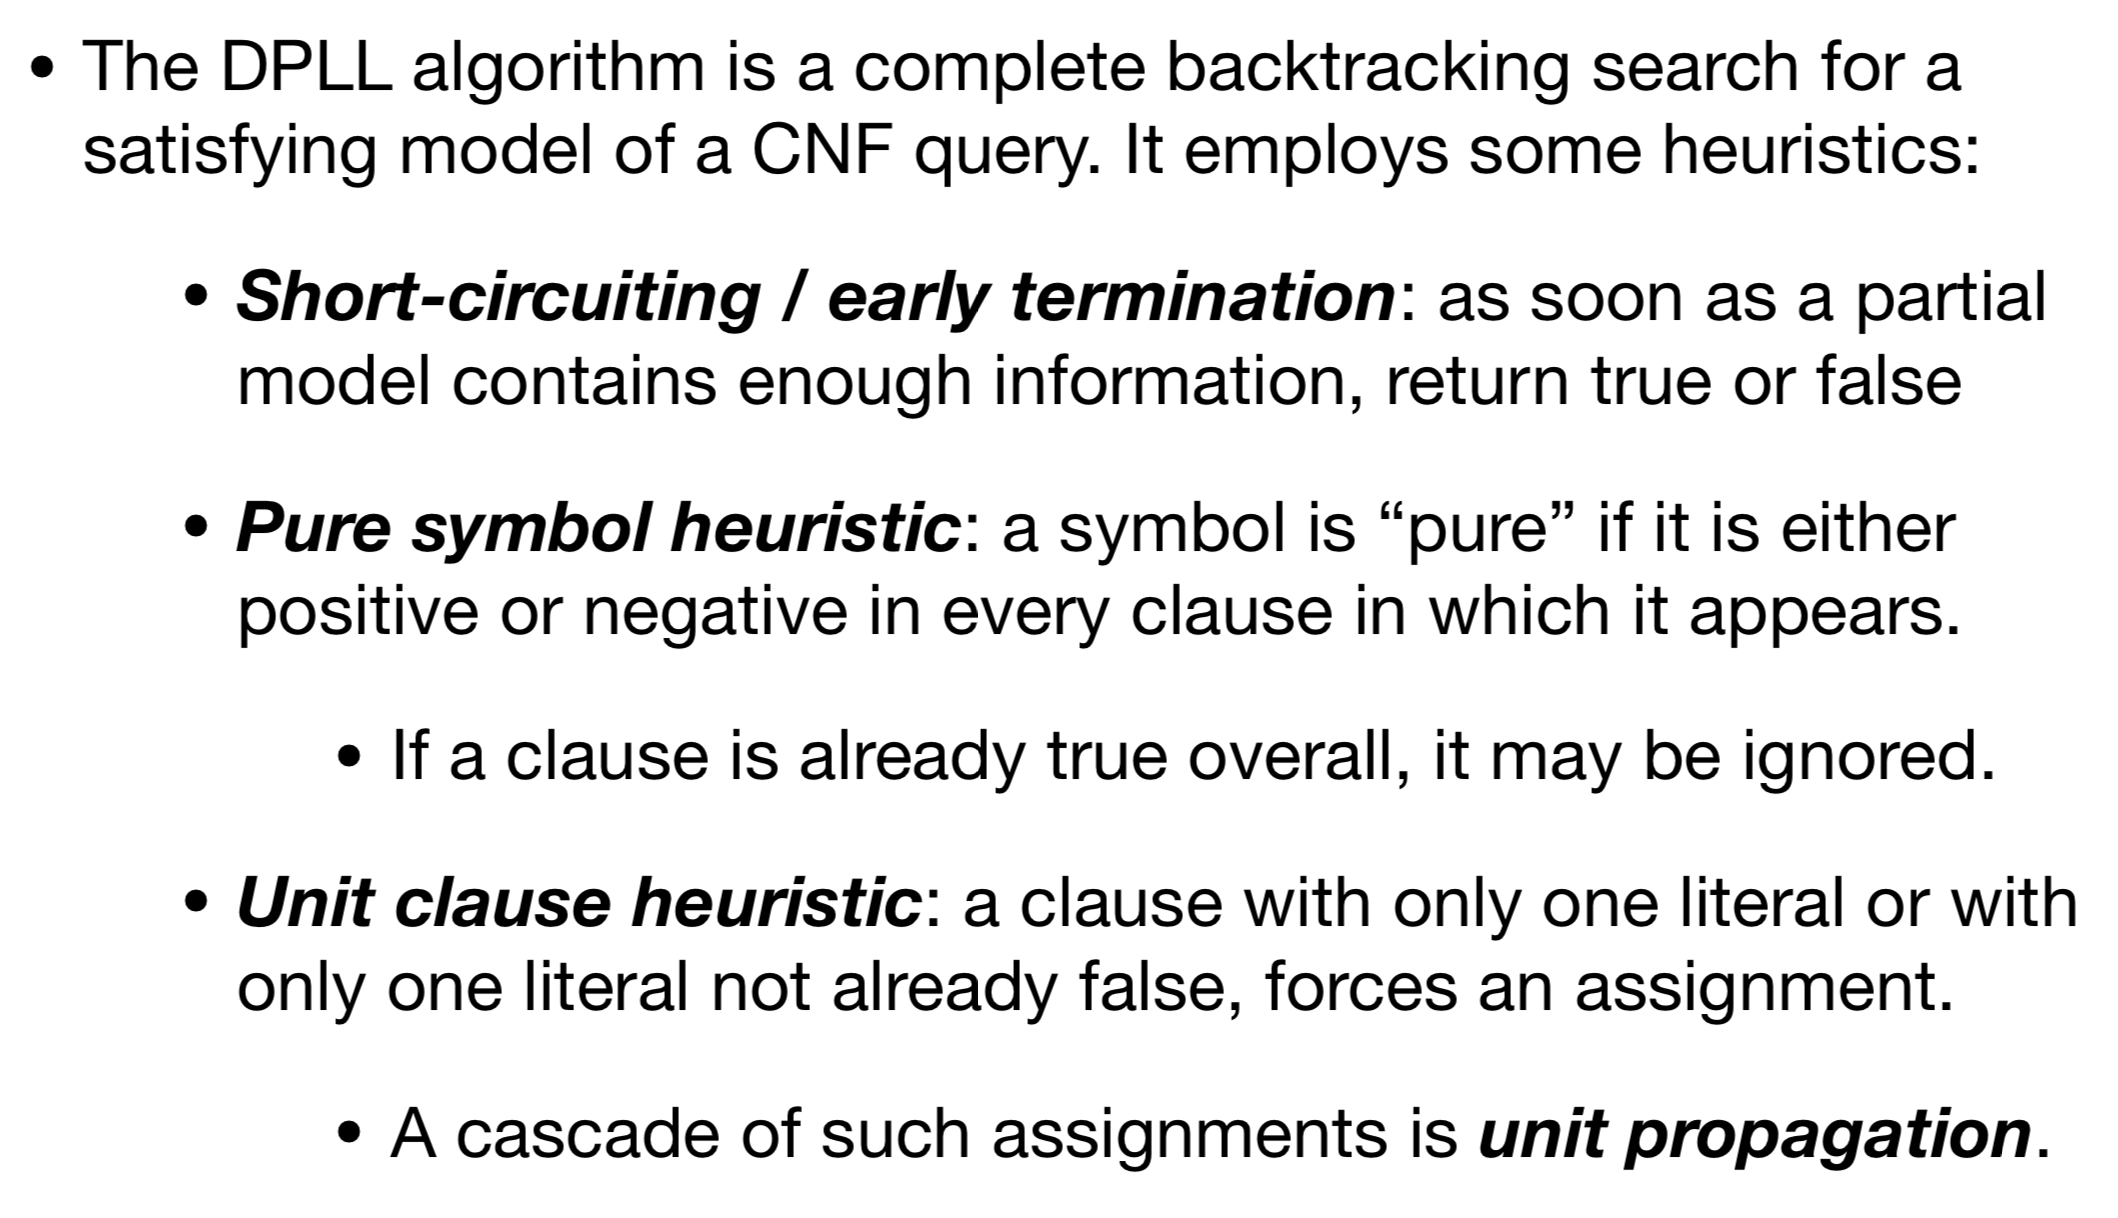 • The DPLL algorithm is a complete backtracking search for a
satisfying model of a CNF query. It employs some heuristics:
• Short-circuiting / early termination: as soon as a partial
model contains enough information, return true or false
• Pure symbol heuristic: a symbol is “pure” if it is either
positive or negative in every clause in which it appears.
• If a clause is already true overall, it may be ignored.
• Unit clause heuristic: a clause with only one literal or with
only one literal not already false, forces an assignment.
• A cascade of such assignments is unit propagation.